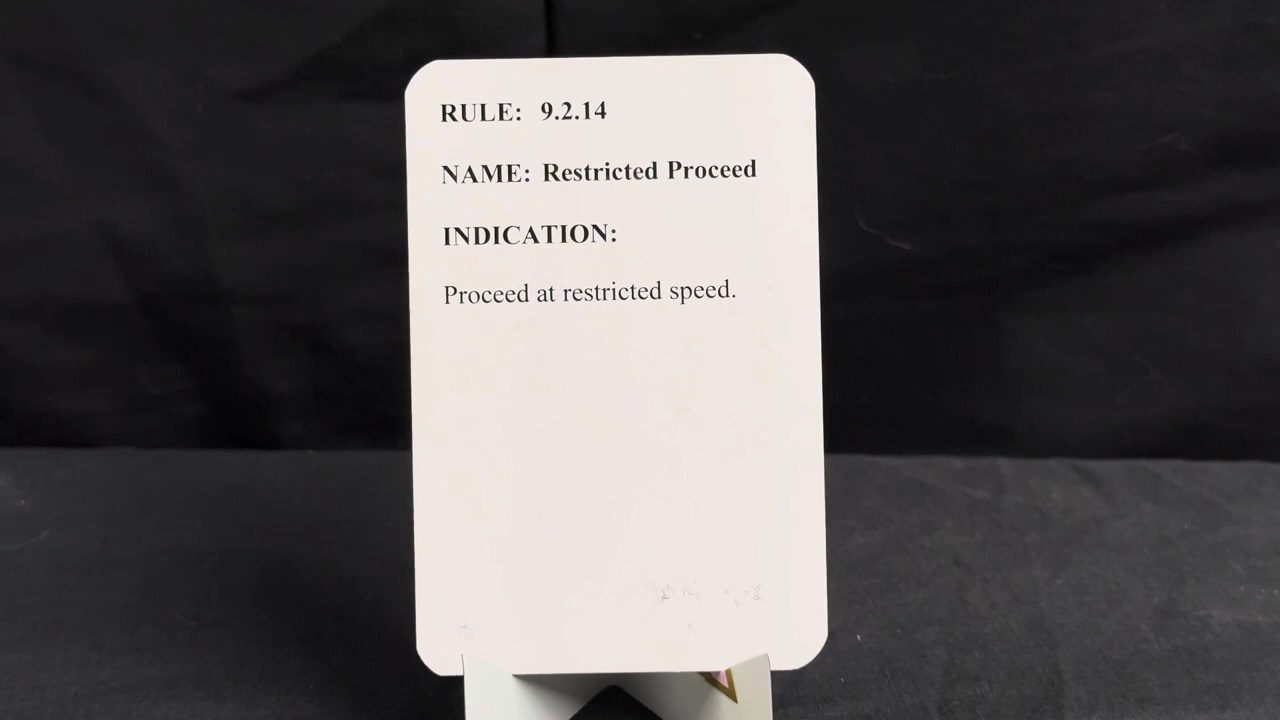 RULE: 9.2.14
NAME: Restricted Proceed
INDICATION:
Proceed at restricted speed.